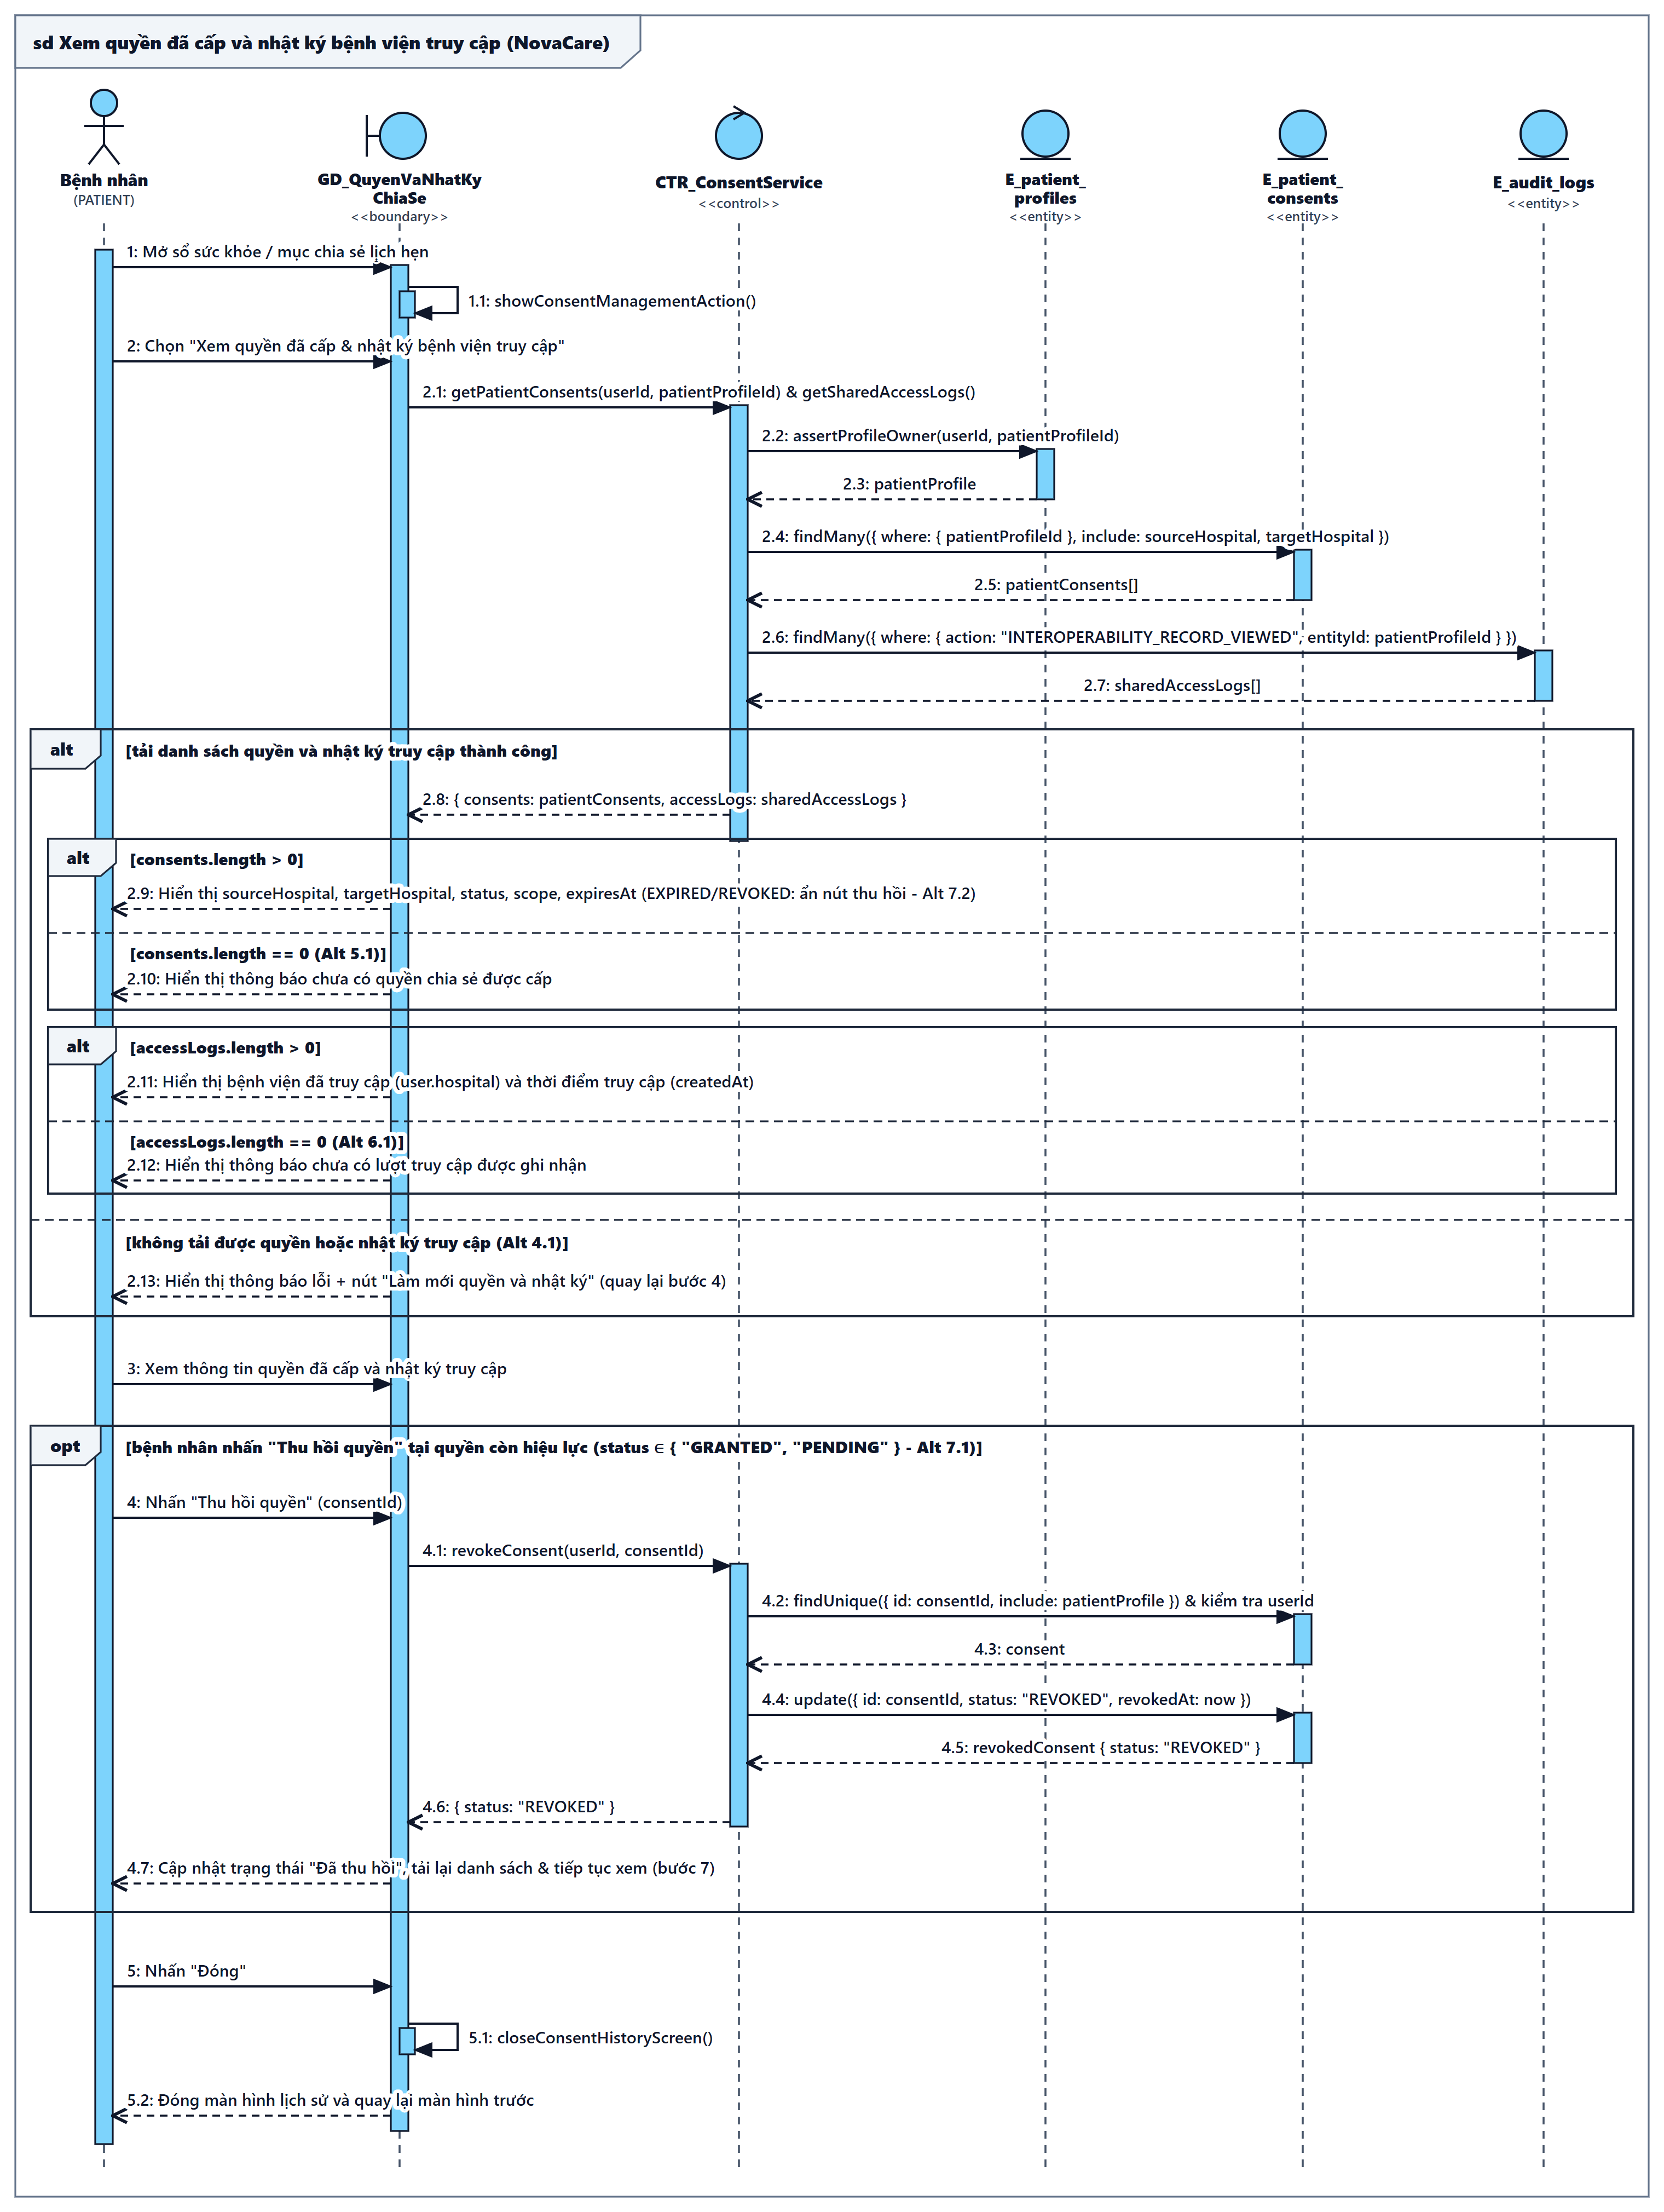 sd Xem quyền đã cấp và nhật ký bệnh viện truy cập (NovaCare)
Bệnh nhân
(PATIENT)
GD_QuyenVaNhatKy
ChiaSe
<<boundary>>
CTR_ConsentService
<<control>>
E_patient_
profiles
<<entity>>
E_patient_
consents
<<entity>>
E_audit_logs
<<entity>>
1: Mở sổ sức khỏe / mục chia sẻ lịch hẹn
1.1: showConsentManagementAction()
2: Chọn "Xem quyền đã cấp & nhật ký bệnh viện truy cập"
2.1: getPatientConsents(userId, patientProfileId) & getSharedAccessLogs()
2.2: assertProfileOwner(userId, patientProfileId)
2.3: patientProfile
2.4: findMany({ where: { patientProfileId }, include: sourceHospital, targetHospital })
2.5: patientConsents[]
2.6: findMany({ where: { action: "INTEROPERABILITY_RECORD_VIEWED", entityId: patientProfileId } })
2.7: sharedAccessLogs[]
alt
[tải danh sách quyền và nhật ký truy cập thành công]
2.8: { consents: patientConsents, accessLogs: sharedAccessLogs }
alt
[consents.length > 0]
2.9: Hiển thị sourceHospital, targetHospital, status, scope, expiresAt (EXPIRED/REVOKED: ẩn nút thu hồi - Alt 7.2)
[consents.length == 0 (Alt 5.1)]
2.10: Hiển thị thông báo chưa có quyền chia sẻ được cấp
alt
[accessLogs.length > 0]
2.11: Hiển thị bệnh viện đã truy cập (user.hospital) và thời điểm truy cập (createdAt)
[accessLogs.length == 0 (Alt 6.1)]
2.12: Hiển thị thông báo chưa có lượt truy cập được ghi nhận
[không tải được quyền hoặc nhật ký truy cập (Alt 4.1)]
2.13: Hiển thị thông báo lỗi + nút "Làm mới quyền và nhật ký" (quay lại bước 4)
3: Xem thông tin quyền đã cấp và nhật ký truy cập
opt
[bệnh nhân nhấn "Thu hồi quyền" tại quyền còn hiệu lực (status ∈ { "GRANTED", "PENDING" } - Alt 7.1)]
4: Nhấn "Thu hồi quyền" (consentId)
4.1: revokeConsent(userId, consentId)
4.2: findUnique({ id: consentId, include: patientProfile }) & kiểm tra userId
4.3: consent
4.4: update({ id: consentId, status: "REVOKED", revokedAt: now })
4.5: revokedConsent { status: "REVOKED" }
4.6: { status: "REVOKED" }
4.7: Cập nhật trạng thái "Đã thu hồi", tải lại danh sách & tiếp tục xem (bước 7)
5: Nhấn "Đóng"
5.1: closeConsentHistoryScreen()
5.2: Đóng màn hình lịch sử và quay lại màn hình trước